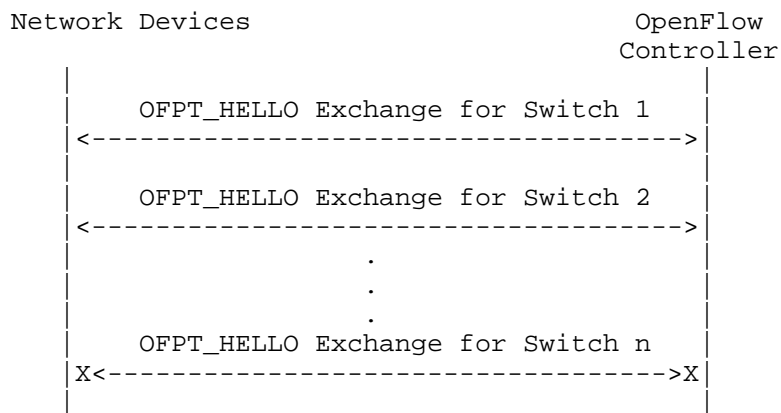 Network Devices OpenFlow
Controller
OFPT_HELLO Exchange for Switch 1
<------------------------------------->
OFPT_HELLO Exchange for Switch 2
<------------------------------------->
.
.
.
OFPT_HELLO Exchange for Switch n
X<----------------------------------->X